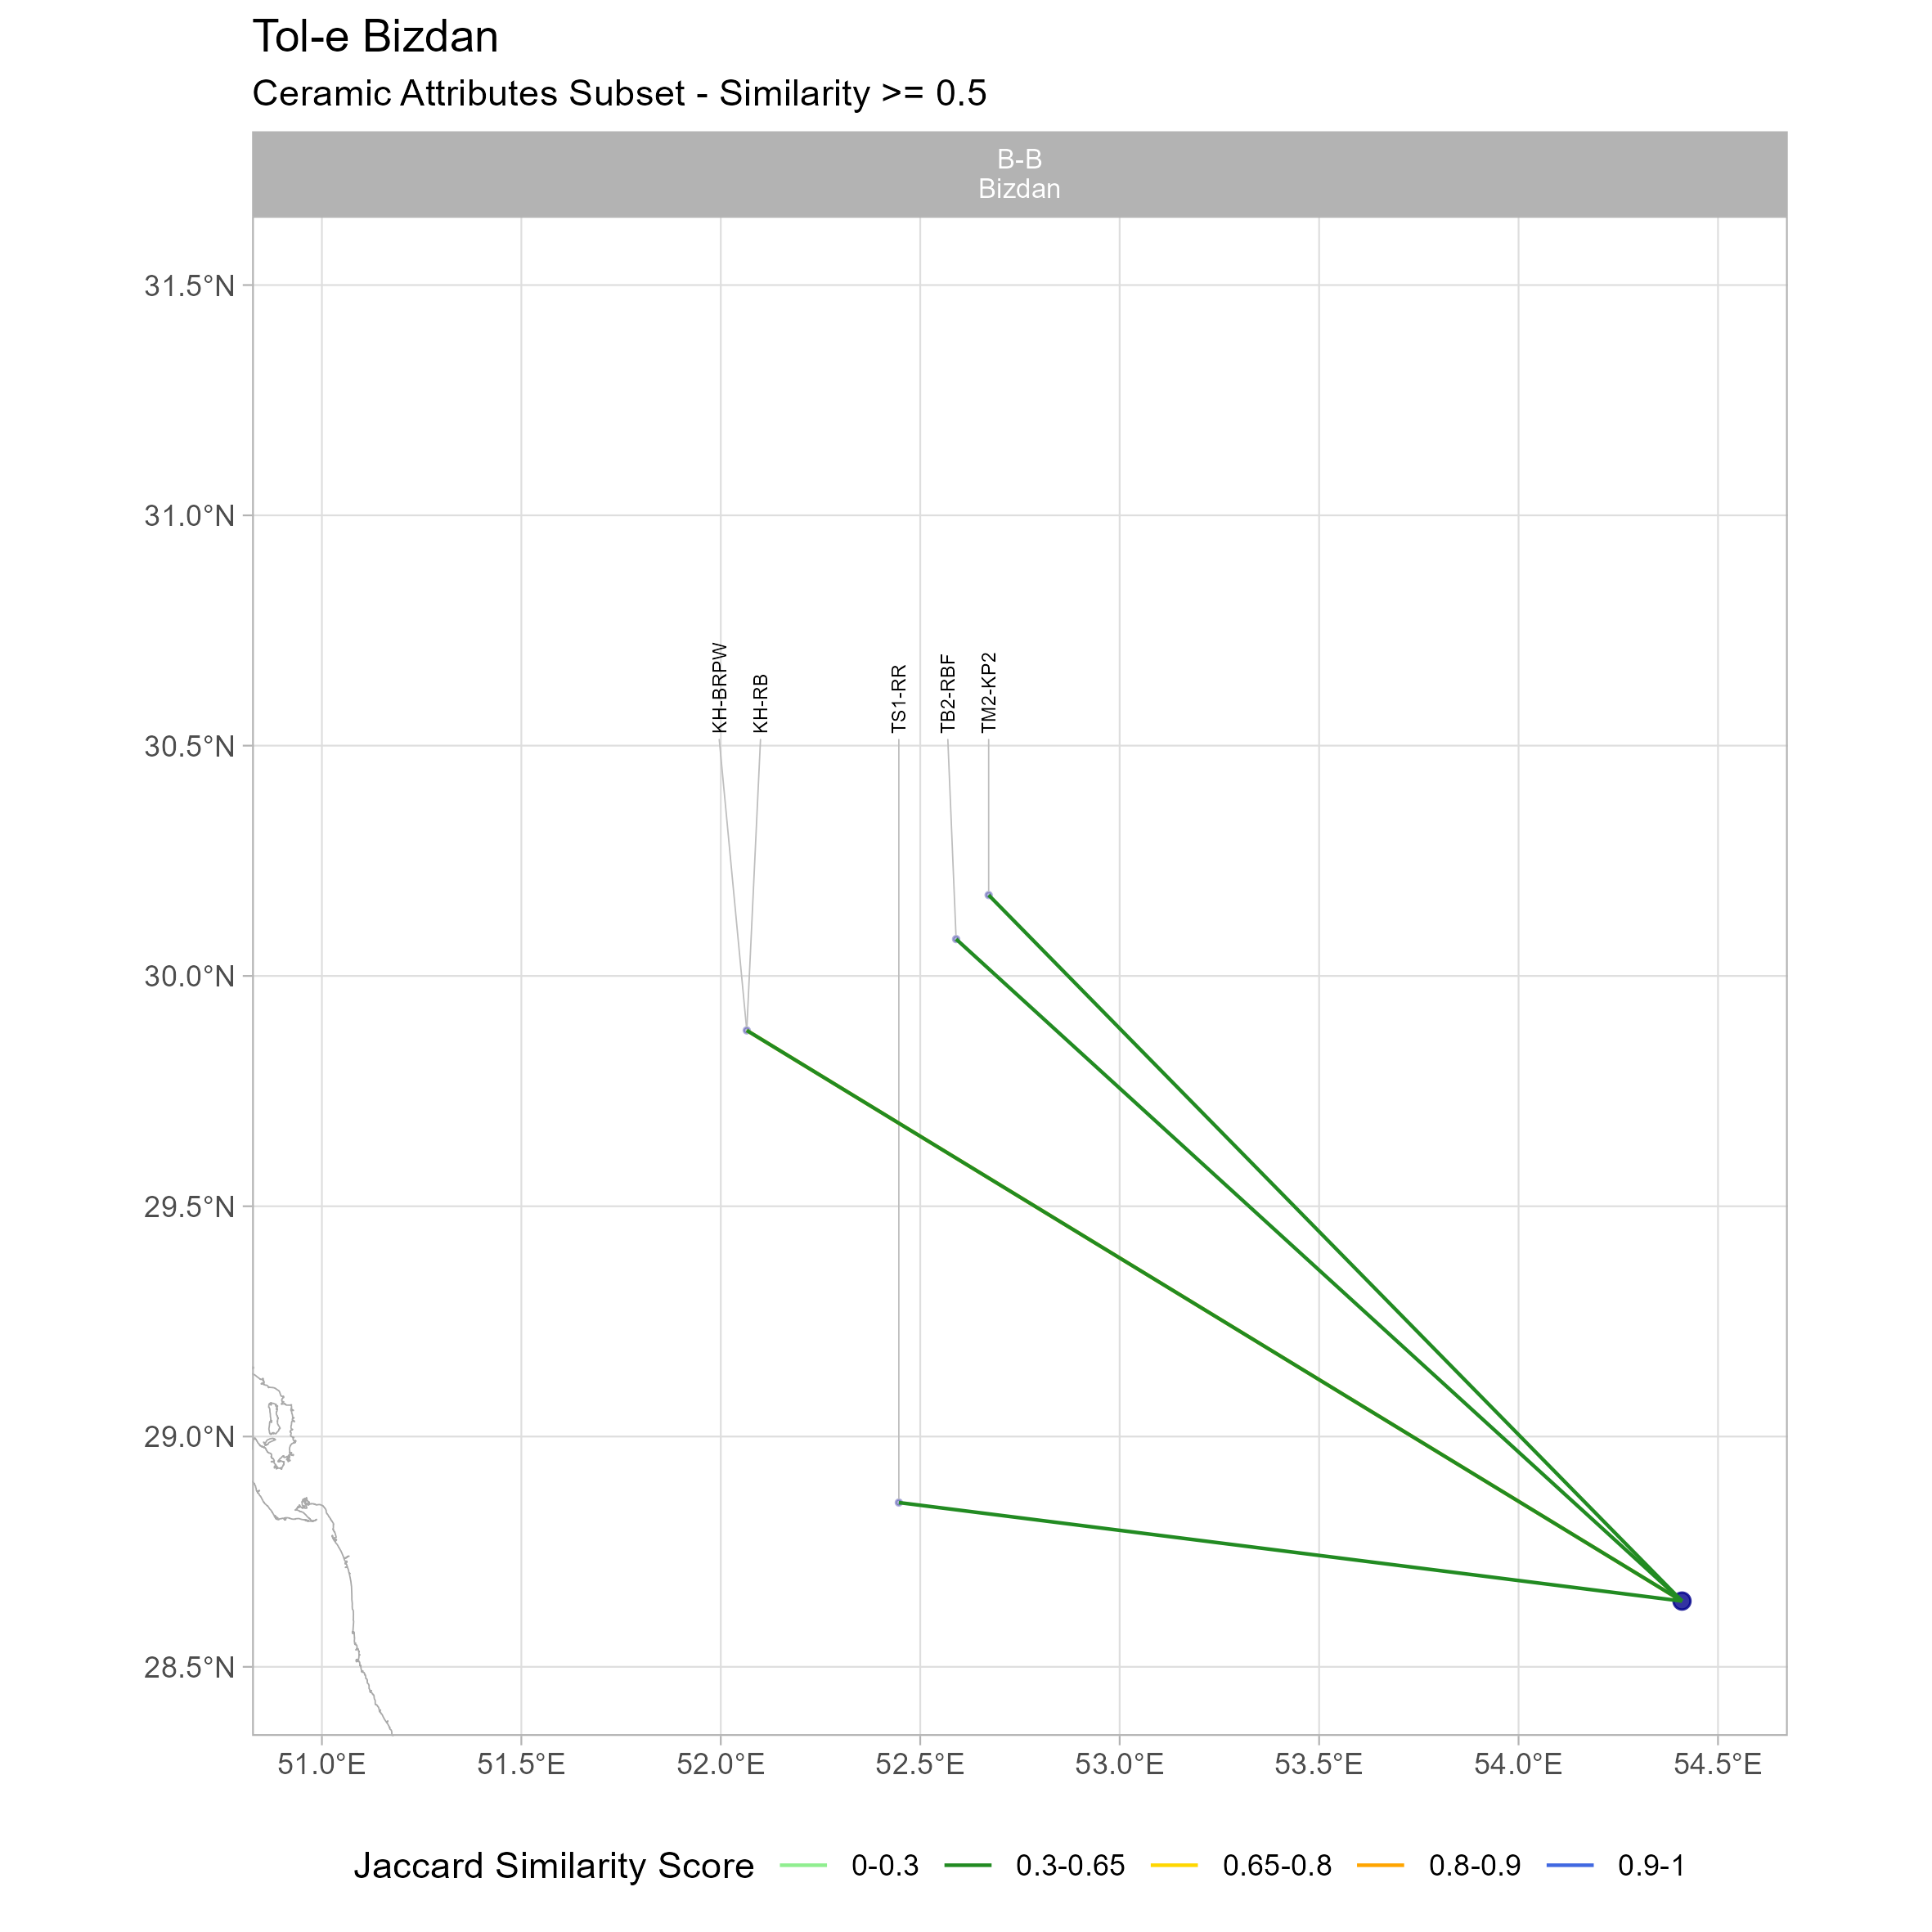 Tol-e Bizdan
Ceramic Attributes Subset - Similarity >= 0.5
B-B
Bizdan
31.5°N
31.0°N
30.5°N
30.0°N
29.5°N
29.0°N
28.5°N
KH-BRPW
KH-RB
TS1-RR
TB2-RBF
TM2-KP2
51.0°E 51.5°E 52.0°E 52.5°E 53.0°E 53.5°E 54.0°E 54.5°E
Jaccard Similarity Score 0-0.3 0.3-0.65 0.65-0.8 0.8-0.9 0.9-1